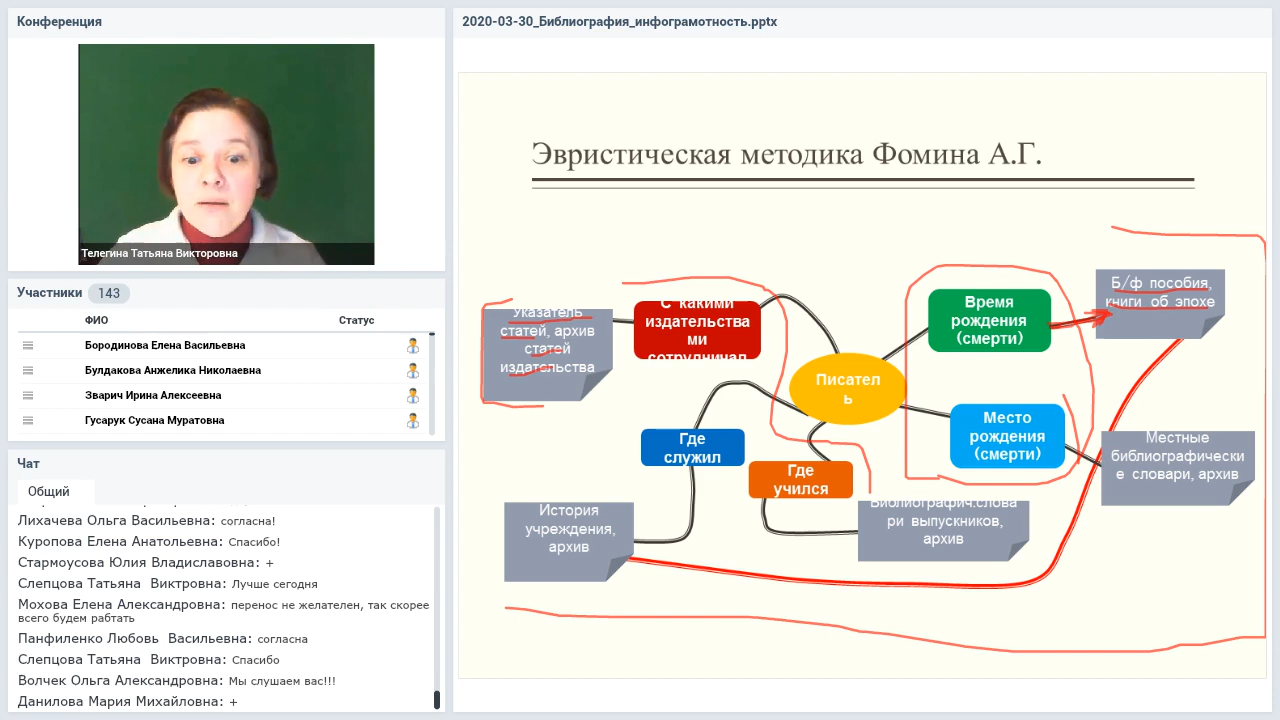 Конференция
Телегина Татьяна Викторовна
Участники 143
ФИО Статус
Бородинова Елена Васильевна
Булдакова Анжелика Николаевна
Зварич Ирина Алексеевна
Гусарук Сусана Муратовна
Чат
Общий
Лихачева Ольга Васильевна: согласна!
Куропова Елена Анатольевна: Спасибо!
Стармоусова Юлия Владиславовна: +
Слепцова Татьяна Виктровна: Лучше сегодня
Мохова Елена Александровна: перенос не желателен, так скорее
всего будем рабтать
Панфиленко Любовь Васильевна: согласна
Слепцова Татьяна Виктровна: Спасибо
Волчек Ольга Александровна: Мы слушаем вас!!!
Данилова Мария Михайловна: +
2020-03-30_Библиография_инфограмотность.pptx
Эвристическая методика Фомина А.Г.
Указатель
статей, архив
статей
издательства
С какими
издательства
ми
сотрудничал
Время
рождения
(смерти)
Б/ф пособия,
книги об эпохе
Писател
ь
Место
рождения
(смерти)
Местные
библиографически
е словари, архив
Где
служил
Где
учился
История
учреждения,
архив
Библиографич.слова
ри выпускников,
архив